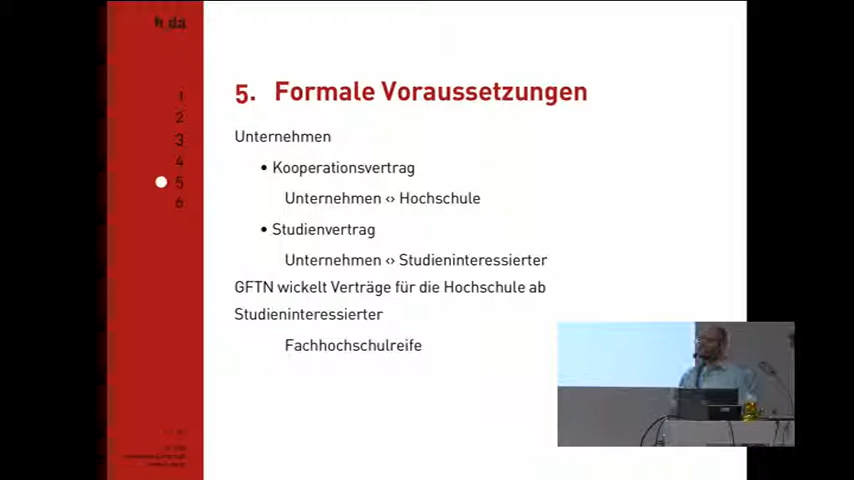 h da
1
2
3
4
5
6
5. Formale Voraussetzungen
Unternehmen
• Kooperationsvertrag
Unternehmen ‹› Hochschule
• Studienvertrag
Unternehmen ‹› Studieninteressierter
GFTN wickelt Verträge für die Hochschule ab
Studieninteressierter
Fachhochschulreife